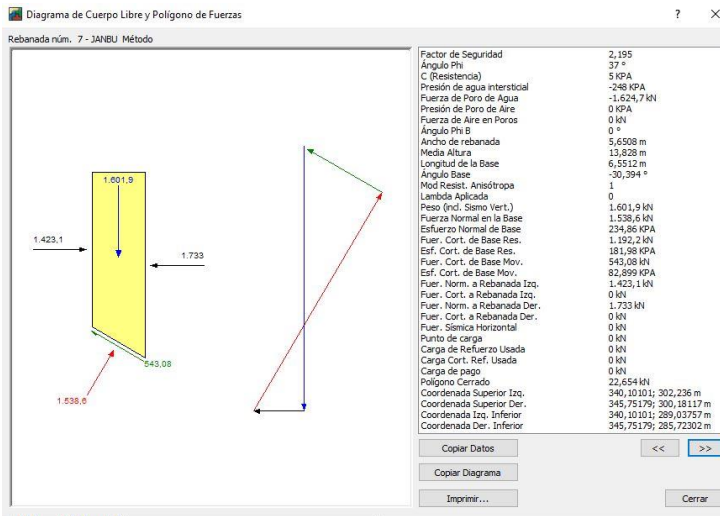 Diagrama de Cuerpo Libre y Polígono de Fuerzas
?
Rebanada núm. 7 - JANBU Método
1.601,9
1.423,1
1.733
543,08
1.538,6
Factor de Seguridad 2,195
Ángulo Phi 37 °
C (Resistencia) 5 KPA
Presión de agua intersticial -248 KPA
Fuerza de Poro de Agua -1.624,7 kN
Presión de Poro de Aire 0 KPA
Fuerza de Aire en Poros 0 kN
Ángulo Phi B 0 °
Ancho de rebanada 5,6508 m
Media Altura 13,828 m
Longitud de la Base 6,5512 m
Ángulo Base -30,394 °
Mod Resist. Anisótropa 1
Lambda Aplicada 0
Peso (incl. Sismo Vert.) 1.601,9 kN
Fuerza Normal en la Base 1.538,6 kN
Esfuerzo Normal de Base 234,86 KPA
Fuer. Cort. de Base Res. 1.192,2 kN
Esf. Cort. de Base Res. 181,98 KPA
Fuer. Cort. de Base Mov. 543,08 kN
Esf. Cort. de Base Mov. 82,899 KPA
Fuer. Norm. a Rebanada Izq. 1.423,1 kN
Fuer. Cort. a Rebanada Izq. 0 kN
Fuer. Norm. a Rebanada Der. 1.733 kN
Fuer. Cort. a Rebanada Der. 0 kN
Fuer. Sísmica Horizontal 0 kN
Punto de carga 0 kN
Carga de Refuerzo Usada 0 kN
Carga Cort. Ref. Usada 0 kN
Carga de pago 0 kN
Polígono Cerrado 22,654 kN
Coordenada Superior Izq. 340,10101; 302,236 m
Coordenada Superior Der. 345,75179; 300,18117 m
Coordenada Izq. Inferior 340,10101; 289,03757 m
Coordenada Der. Inferior 345,75179; 285,72302 m
Copiar Datos
<< >>
Copiar Diagrama
Imprimir...
Cerrar